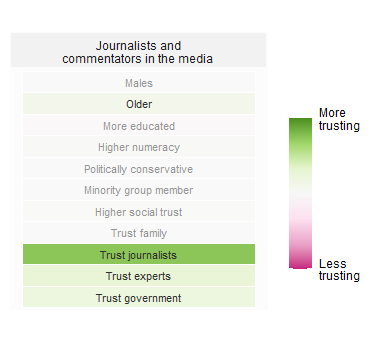 Journalists and
commentators in the media
Males
Older
More educated
Higher numeracy
Politically conservative
Minority group member
Higher social trust
Trust family
Trust journalists
Trust experts
Trust government
More
trusting
Less
trusting